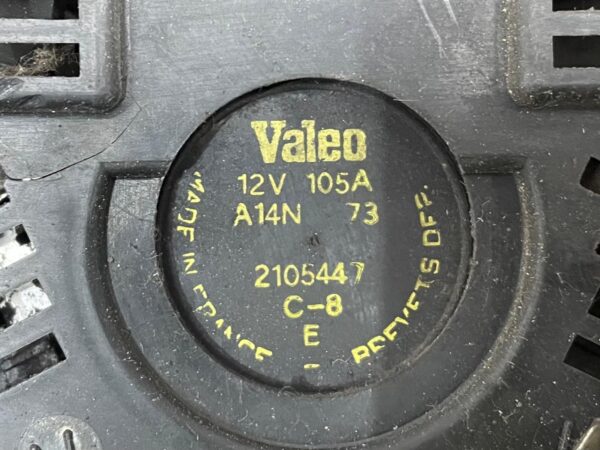 Valeo
12V 105A
A14N 73
2105447
C-8
E
MADE IN FRANCE - BREVETS DEP.